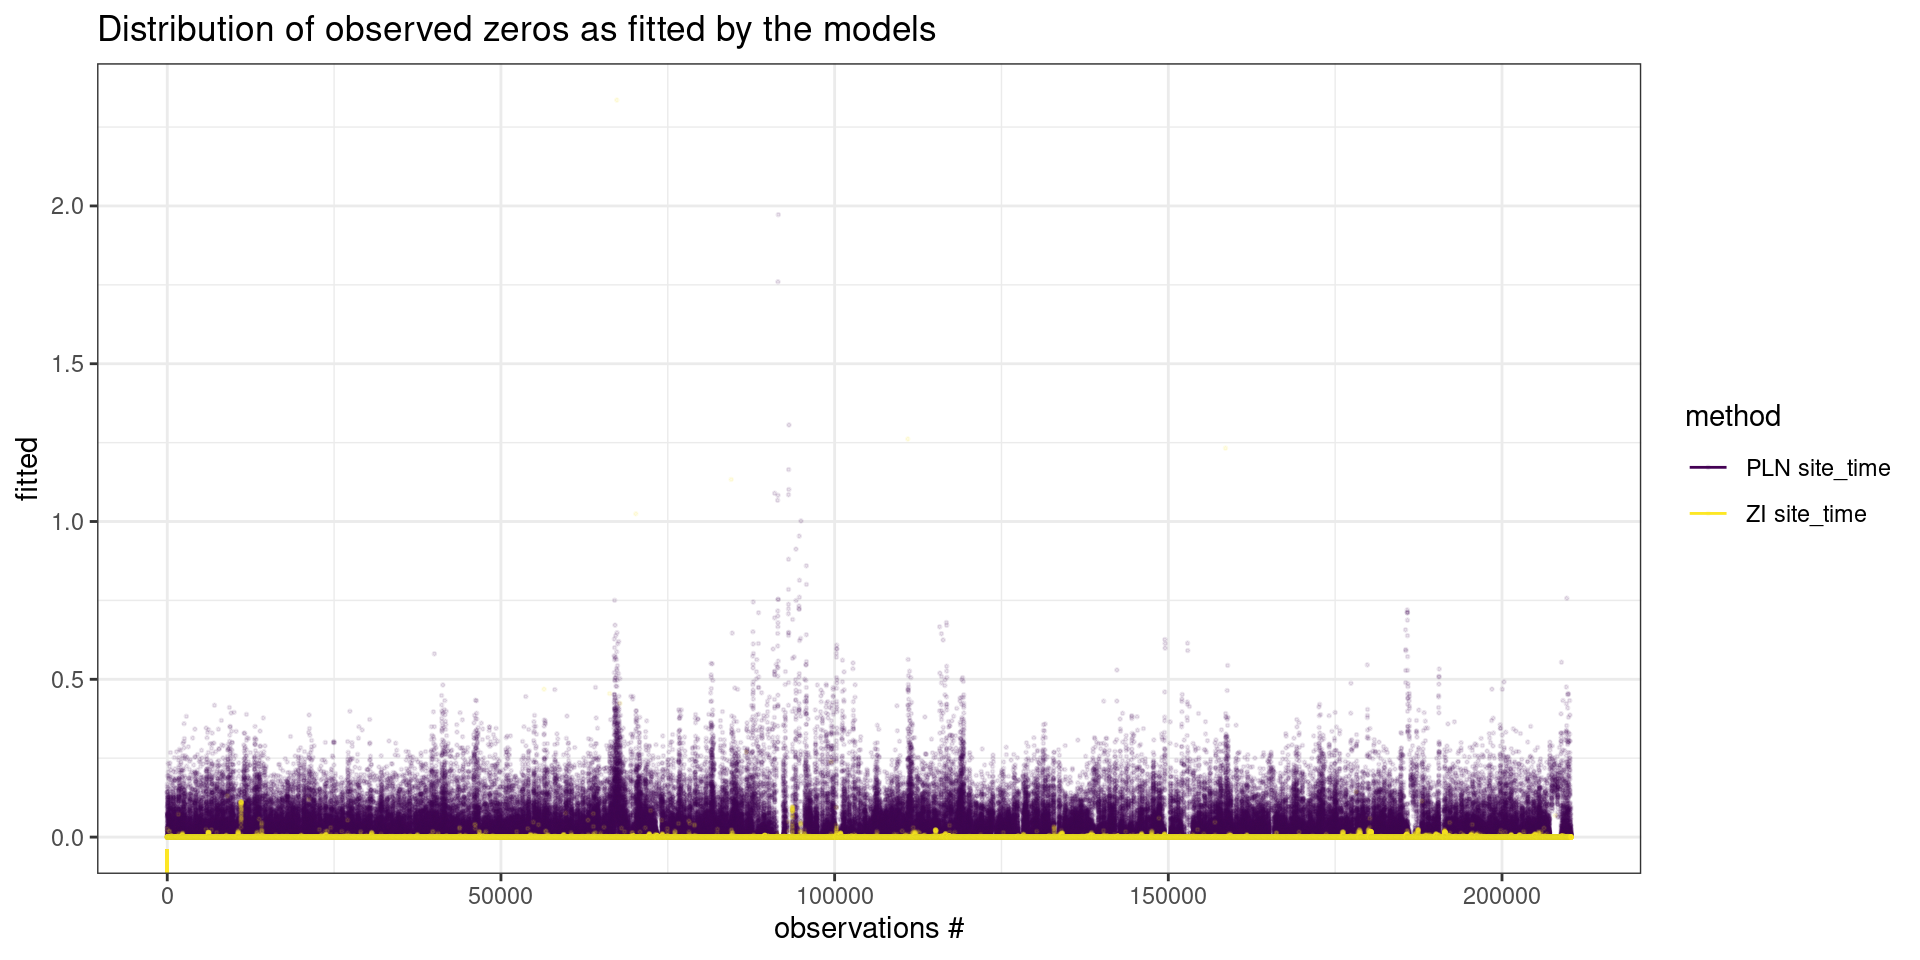 Distribution of observed zeros as fitted by the models
2.0
1.5
1.0
0.5
0.0
fitted
0 50000 100000 150000 200000
observations #
method
PLN site_time
ZI site_time